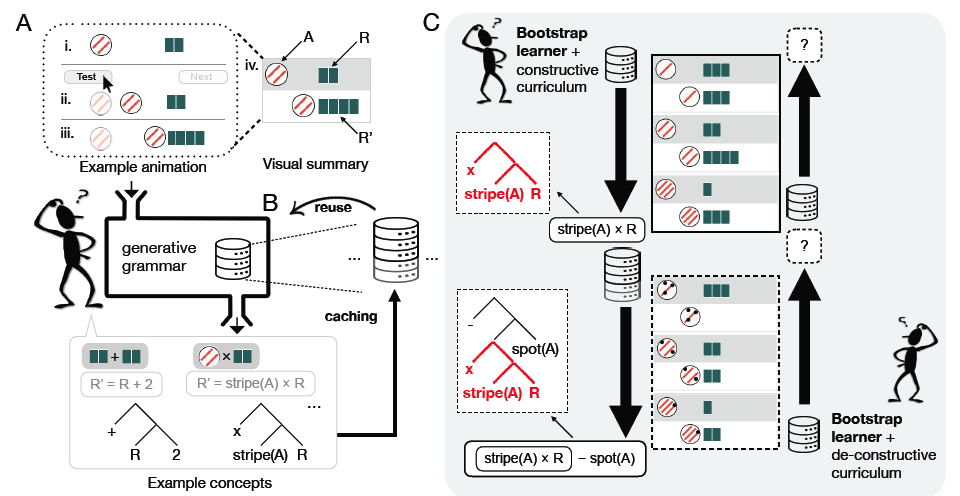 A
i.
Test
Next
ii.
iii.
Example animation
iv.
A
R
R'
Visual summary
?
generative
grammar
B
reuse
...
...
caching
+
R' = R + 2
+
R
2
×
R' = stripe(A) × R
...
x
stripe(A)
R
Example concepts
C
?
Bootstrap
learner +
constructive
curriculum
x
stripe(A) R
stripe(A) × R
-
spot(A)
x
stripe(A) R
stripe(A) × R
– spot(A)
?
?
?
Bootstrap
learner +
de-constructive
curriculum